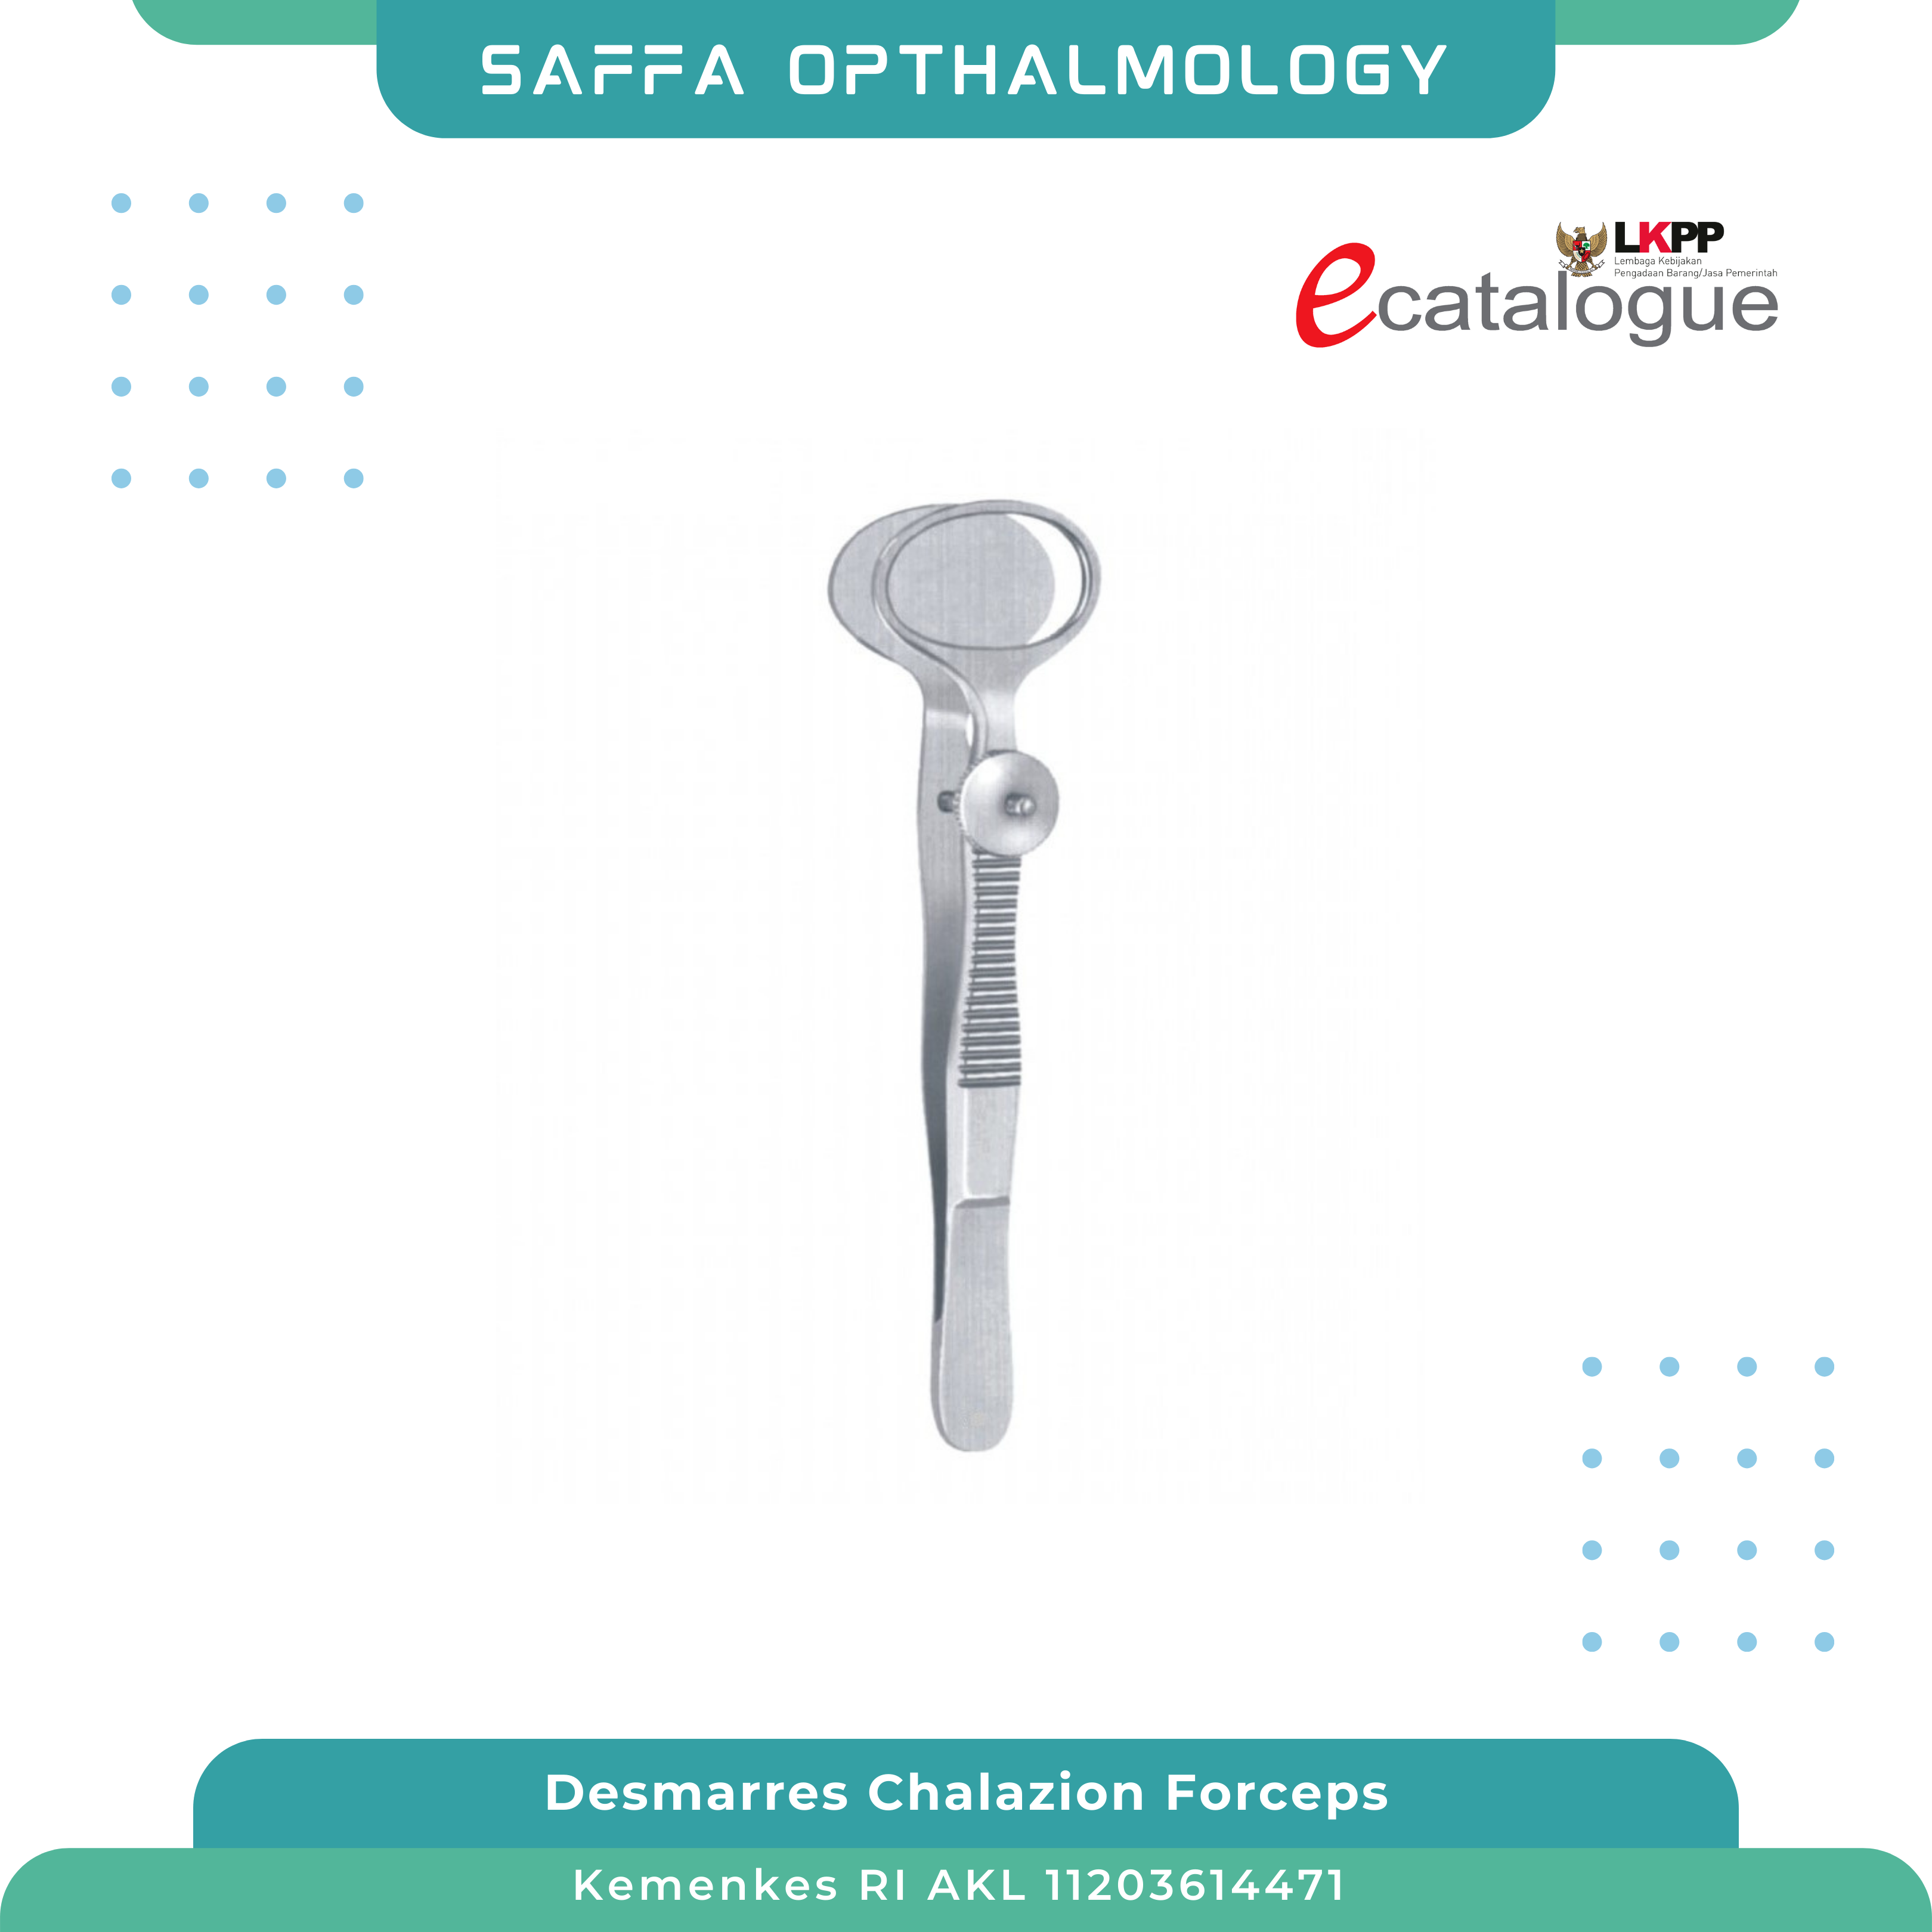 SAFFA OPTHALMOLOGY
LKPP
Lembaga Kebijakan
Pengadaan Barang/Jasa Pemerintah
ecatalogue
Desmarres Chalazion Forceps
Kemenkes RI AKL 11203614471